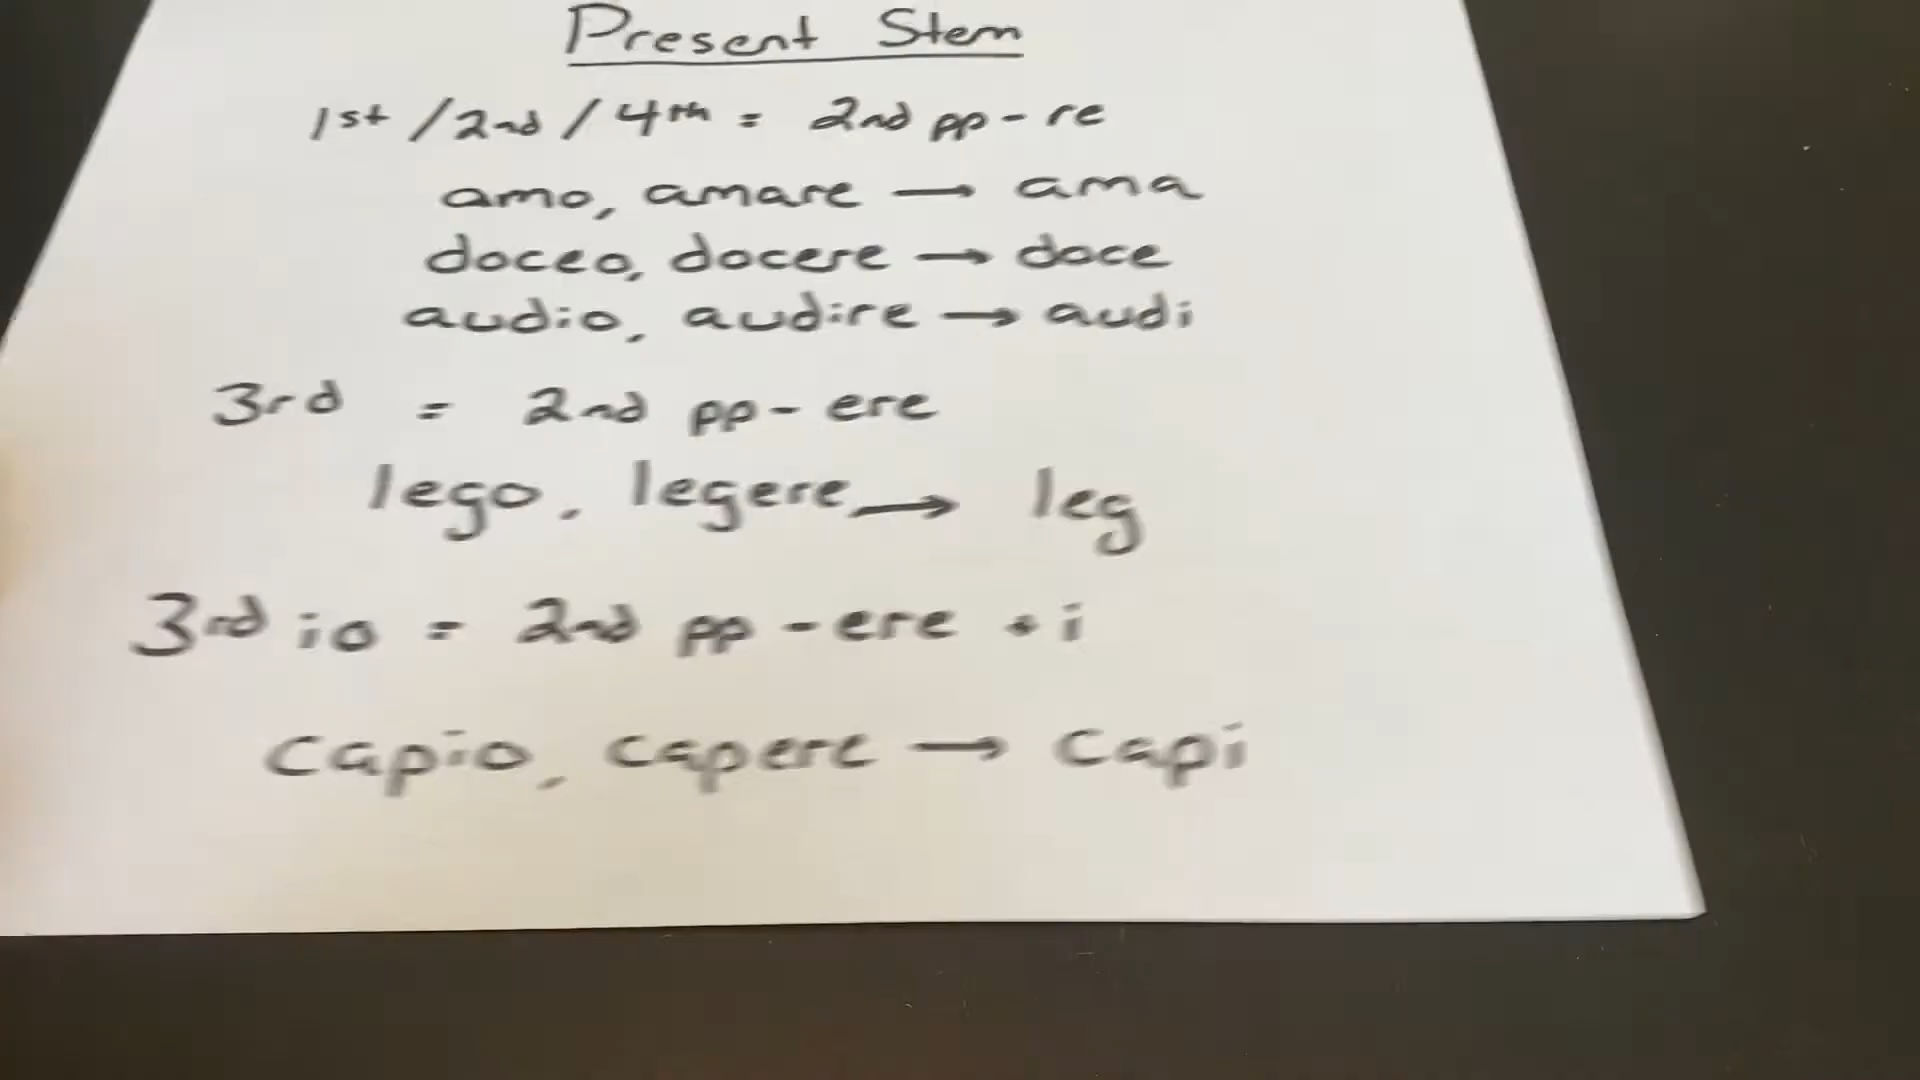 Present Stem
1st / 2nd / 4th = 2nd pp - re
amo, amare → ama
doceo, docere → doce
audio, audire → audi
3rd = 2nd pp - ere
lego, legere → leg
3rd io = 2nd pp - ere + i
capio, capere → capi